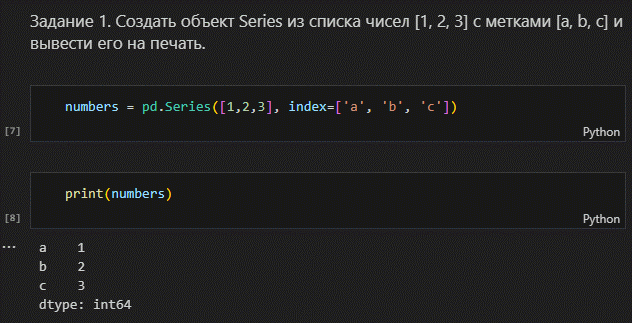 Задание 1. Создать объект Series из списка чисел [1, 2, 3] с метками [a, b, c] и
вывести его на печать.
numbers = pd.Series([1,2,3], index=['a', 'b', 'c'])
[7]
Python
print(numbers)
[8]
Python
...
a    1
b    2
c    3
dtype: int64